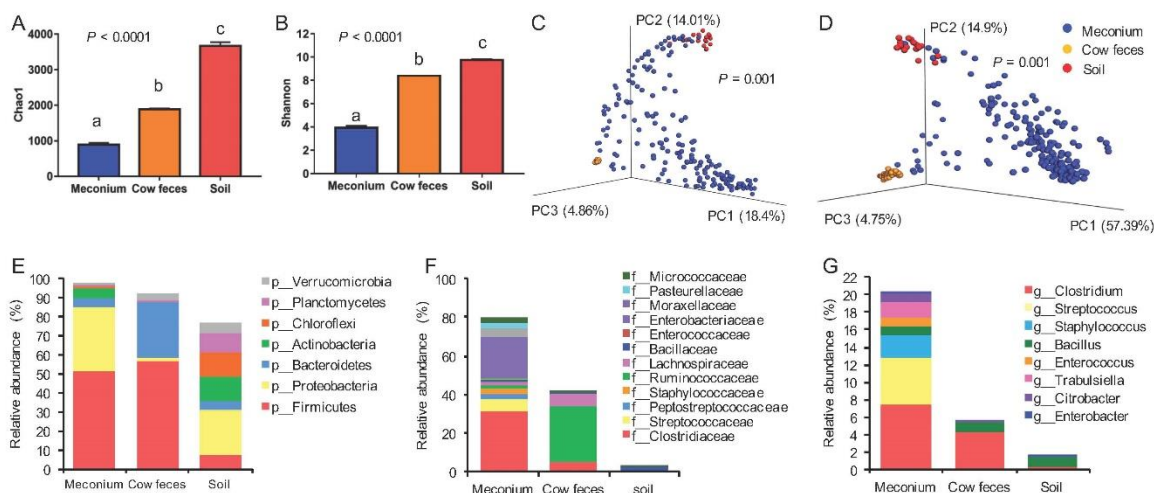 A
P < 0.0001
Chao1
4000
3000
2000
1000
0
a
b
c
Meconium Cow feces Soil
B
P < 0.0001
Shannon
12
10
8
6
4
2
0
a
b
c
Meconium Cow feces Soil
C
PC2 (14.01%)
P = 0.001
PC3 (4.86%)
PC1 (18.4%)
D
PC2 (14.9%)
P = 0.001
PC3 (4.75%)
PC1 (57.39%)
Meconium
Cow feces
Soil
E
Relative abundance (%)
100
90
80
70
60
50
40
30
20
10
0
Meconium Cow feces Soil
p__Verrucomicrobia
p__Planctomycetes
p__Chloroflexi
p__Actinobacteria
p__Bacteroidetes
p__Proteobacteria
p__Firmicutes
F
Relative abundance (%)
100
80
60
40
20
0
Meconium Cow feces soil
f__Micrococcaceae
f__Pasteurellaceae
f__Moraxellaceae
f__Enterobacteriaceae
f__Enterococcaceae
f__Bacillaceae
f__Lachnospiraceae
f__Ruminococcaceae
f__Staphylococcaceae
f__Peptostreptococcaceae
f__Streptococcaceae
f__Clostridiaceae
G
Relative abundance (%)
22
20
18
16
14
12
10
8
6
4
2
0
Meconium Cow feces Soil
g__Clostridium
g__Streptococcus
g__Staphylococcus
g__Bacillus
g__Enterococcus
g__Trabulsiella
g__Citrobacter
g__Enterobacter